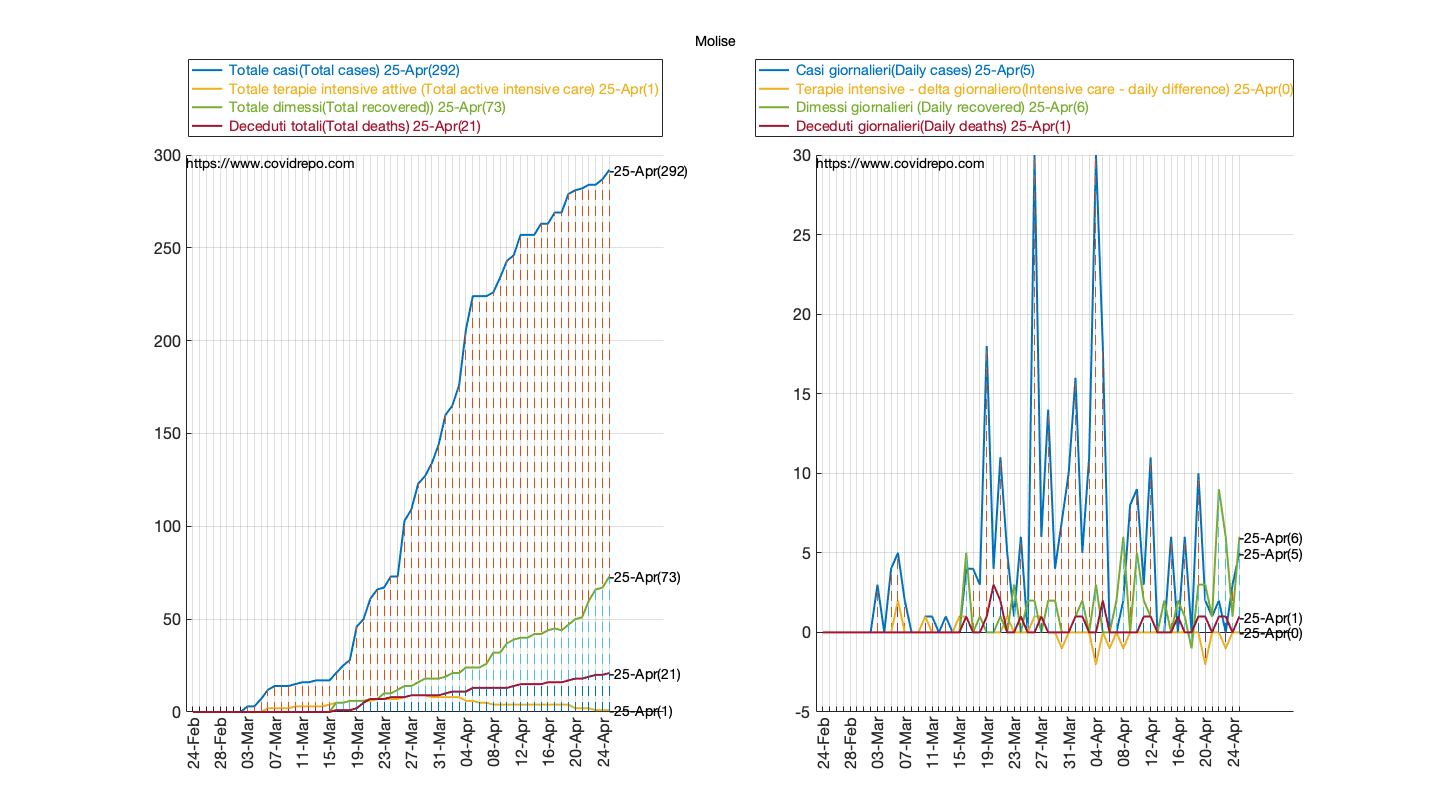 Molise
Totale casi(Total cases) 25-Apr(292)
Totale terapie intensive attive (Total active intensive care) 25-Apr(1)
Totale dimessi(Total recovered)) 25-Apr(73)
Deceduti totali(Total deaths) 25-Apr(21)
https://www.covidrepo.com
300
250
200
150
100
50
0
25-Apr(292)
25-Apr(73)
25-Apr(21)
25-Apr(1)
24-Feb
28-Feb
03-Mar
07-Mar
11-Mar
15-Mar
19-Mar
23-Mar
27-Mar
31-Mar
04-Apr
08-Apr
12-Apr
16-Apr
20-Apr
24-Apr
Casi giornalieri(Daily cases) 25-Apr(5)
Terapie intensive - delta giornaliero(Intensive care - daily difference) 25-Apr(0)
Dimessi giornalieri (Daily recovered) 25-Apr(6)
Deceduti giornalieri(Daily deaths) 25-Apr(1)
https://www.covidrepo.com
30
25
20
15
10
5
0
-5
25-Apr(6)
25-Apr(5)
25-Apr(1)
25-Apr(0)
24-Feb
28-Feb
03-Mar
07-Mar
11-Mar
15-Mar
19-Mar
23-Mar
27-Mar
31-Mar
04-Apr
08-Apr
12-Apr
16-Apr
20-Apr
24-Apr